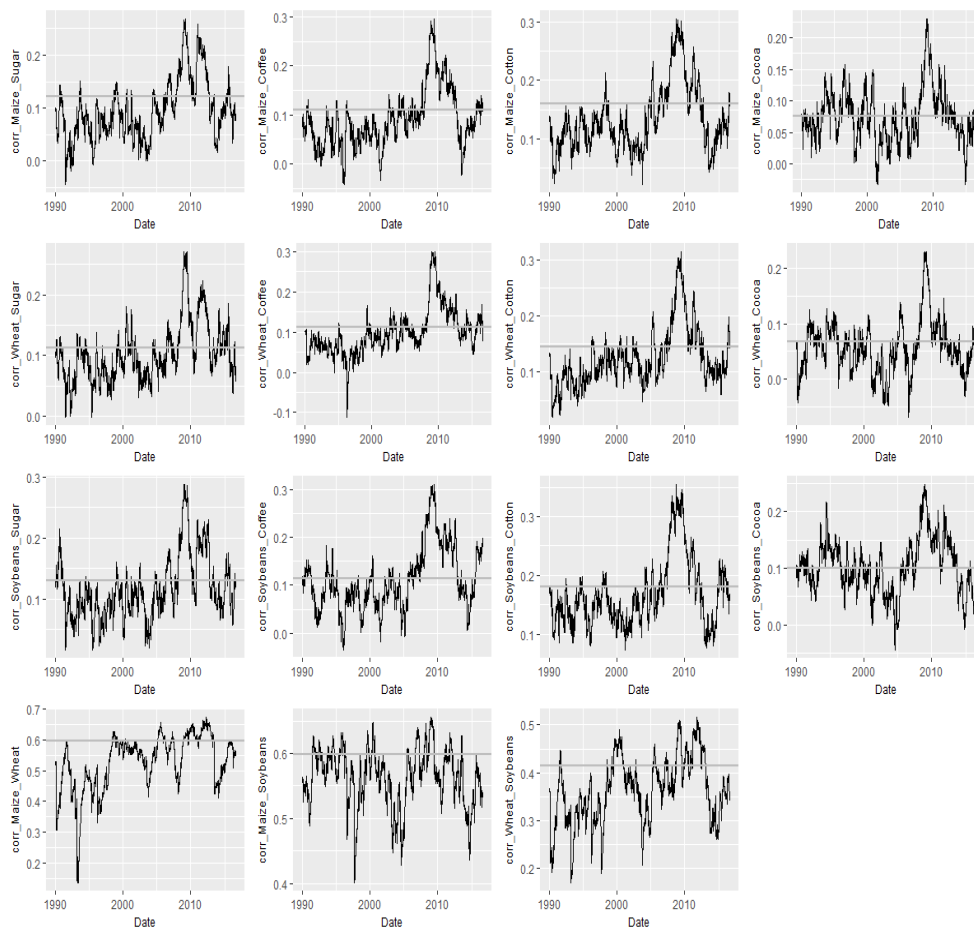 corr_Maize_Sugar
0.2
0.1
0.0
1990 2000 2010
Date
corr_Maize_Coffee
0.3
0.2
0.1
0.0
1990 2000 2010
Date
corr_Maize_Cotton
0.3
0.2
0.1
1990 2000 2010
Date
corr_Maize_Cocoa
0.20
0.15
0.10
0.05
0.00
1990 2000 2010
Date
corr_Wheat_Sugar
0.2
0.1
0.0
1990 2000 2010
Date
corr_Wheat_Coffee
0.3
0.2
0.1
0.0
-0.1
1990 2000 2010
Date
corr_Wheat_Cotton
0.3
0.2
0.1
1990 2000 2010
Date
corr_Wheat_Cocoa
0.2
0.1
0.0
1990 2000 2010
Date
corr_Soybeans_Sugar
0.3
0.2
0.1
1990 2000 2010
Date
corr_Soybeans_Coffee
0.3
0.2
0.1
0.0
1990 2000 2010
Date
corr_Soybeans_Cotton
0.3
0.2
0.1
1990 2000 2010
Date
corr_Soybeans_Cocoa
0.2
0.1
0.0
1990 2000 2010
Date
corr_Maize_Wheat
0.7
0.6
0.5
0.4
0.3
0.2
1990 2000 2010
Date
corr_Maize_Soybeans
0.6
0.5
0.4
1990 2000 2010
Date
corr_Wheat_Soybeans
0.5
0.4
0.3
0.2
1990 2000 2010
Date